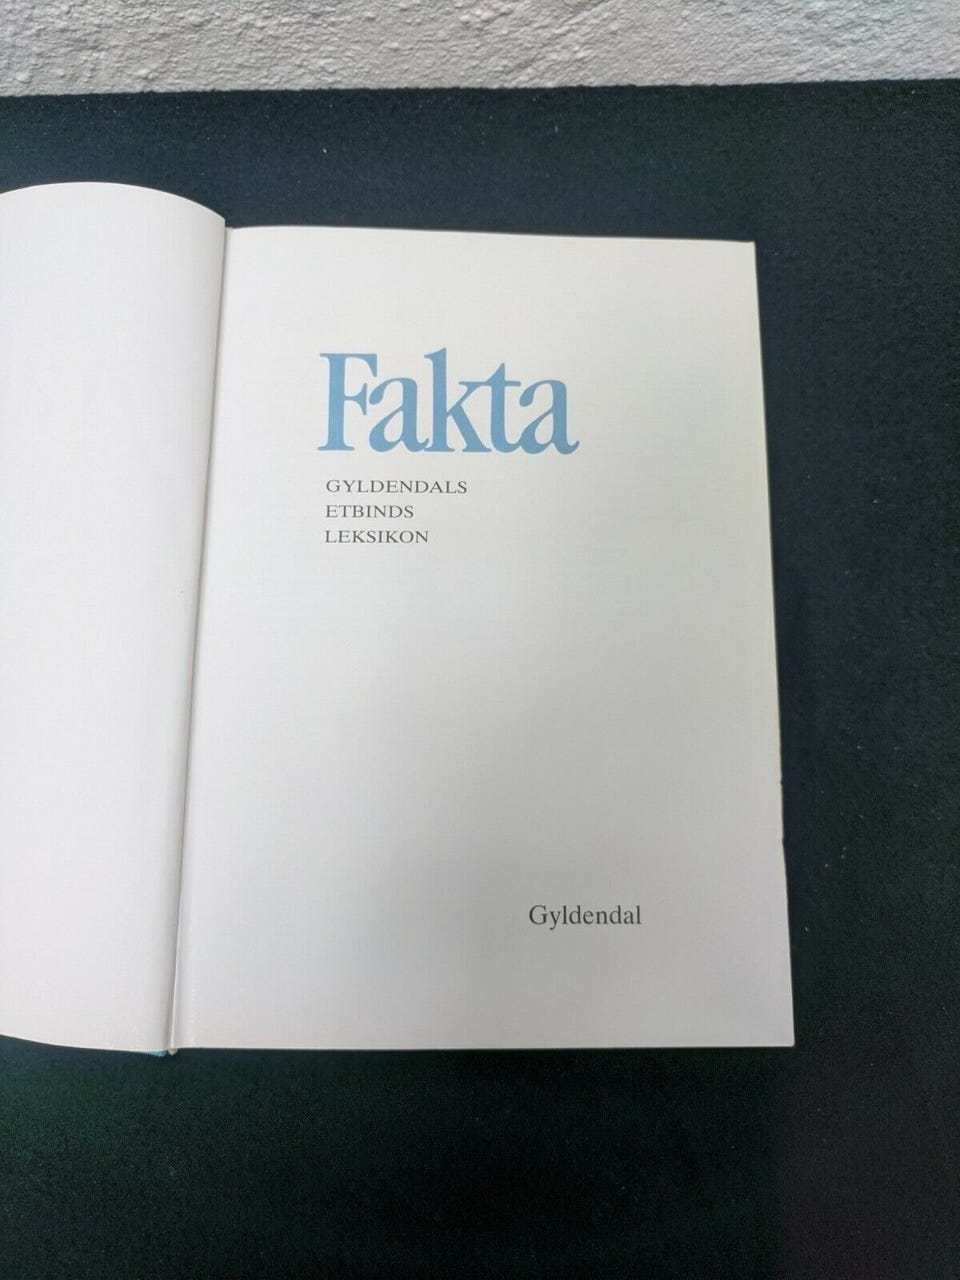 Fakta
GYLDENDALS
ETBINDS
LEKSIKON
Gyldendal